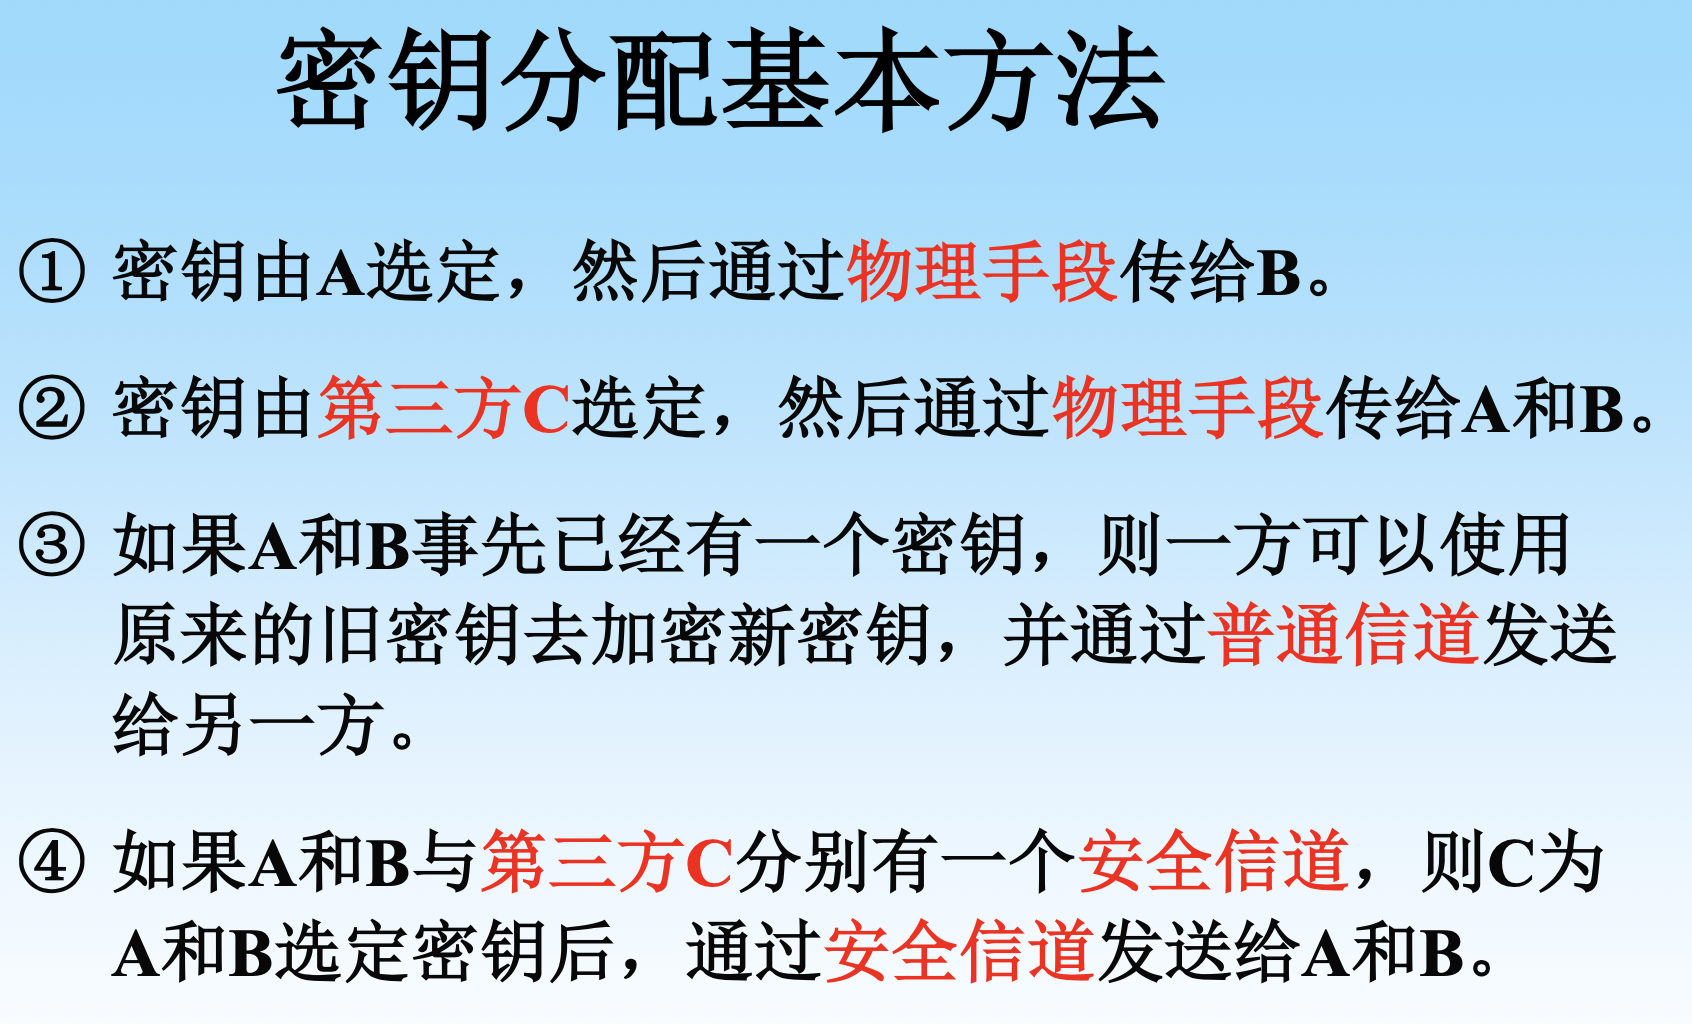 密钥分配基本方法
① 密钥由A选定，然后通过物理手段传给B。
② 密钥由第三方C选定，然后通过物理手段传给A和B。
③ 如果A和B事先已经有一个密钥，则一方可以使用
原来的旧密钥去加密新密钥，并通过普通信道发送
给另一方。
④ 如果A和B与第三方C分别有一个安全信道，则C为
A和B选定密钥后，通过安全信道发送给A和B。